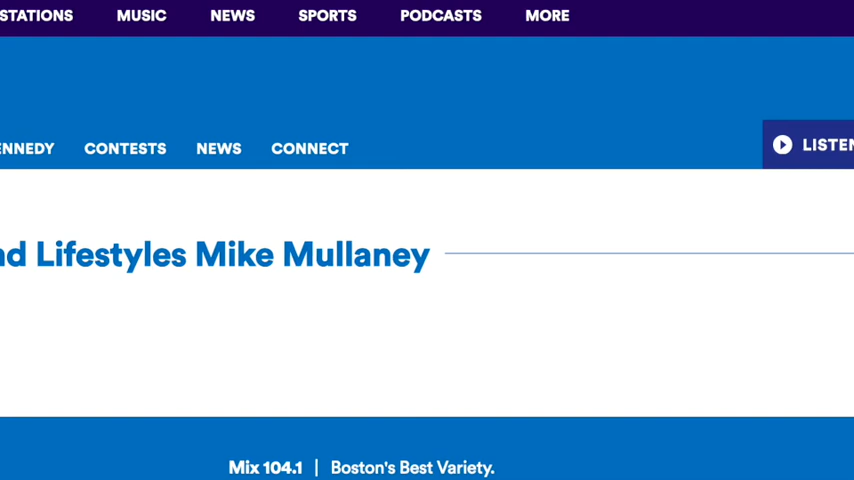 STATIONS MUSIC NEWS SPORTS PODCASTS MORE
ENNEDY CONTESTS NEWS CONNECT LISTEN
nd Lifestyles Mike Mullaney
Mix 104.1 | Boston's Best Variety.